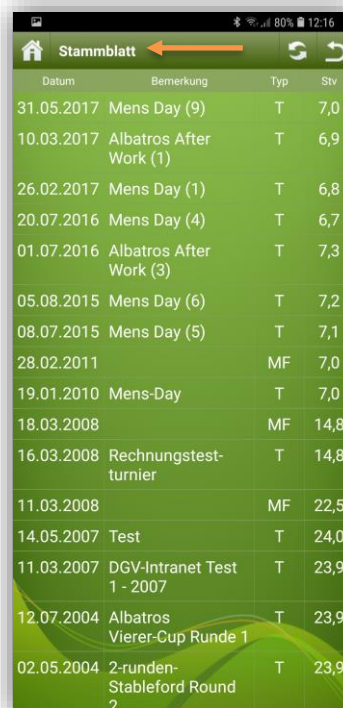 80% 12:16
Stammblatt
Datum Bemerkung Typ Stv
31.05.2017 Mens Day (9) T 7,0
10.03.2017 Albatros After T 6,9
Work (1)
26.02.2017 Mens Day (1) T 6,8
20.07.2016 Mens Day (4) T 6,7
01.07.2016 Albatros After T 7,3
Work (3)
05.08.2015 Mens Day (6) T 7,2
08.07.2015 Mens Day (5) T 7,1
28.02.2011 MF 7,0
19.01.2010 Mens-Day T 7,0
18.03.2008 MF 14,8
16.03.2008 Rechnungstest- T 14,8
turnier
11.03.2008 MF 22,5
14.05.2007 Test T 24,0
11.03.2007 DGV-Intranet Test T 23,9
1 - 2007
12.07.2004 Albatros T 23,9
Vierer-Cup Runde 1
02.05.2004 2-runden- T 23,9
Stableford Round
2